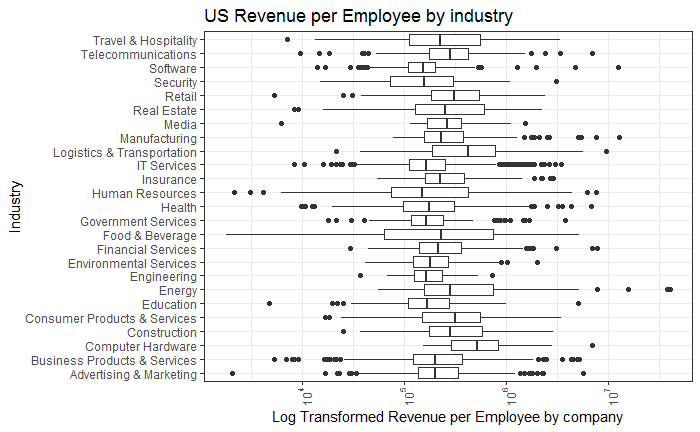 US Revenue per Employee by industry
Travel & Hospitality
Telecommunications
Software
Security
Retail
Real Estate
Media
Manufacturing
Logistics & Transportation
IT Services
Insurance
Human Resources
Health
Government Services
Food & Beverage
Financial Services
Environmental Services
Engineering
Energy
Education
Consumer Products & Services
Construction
Computer Hardware
Business Products & Services
Advertising & Marketing
Industry
10^4 10^5 10^6 10^7
Log Transformed Revenue per Employee by company